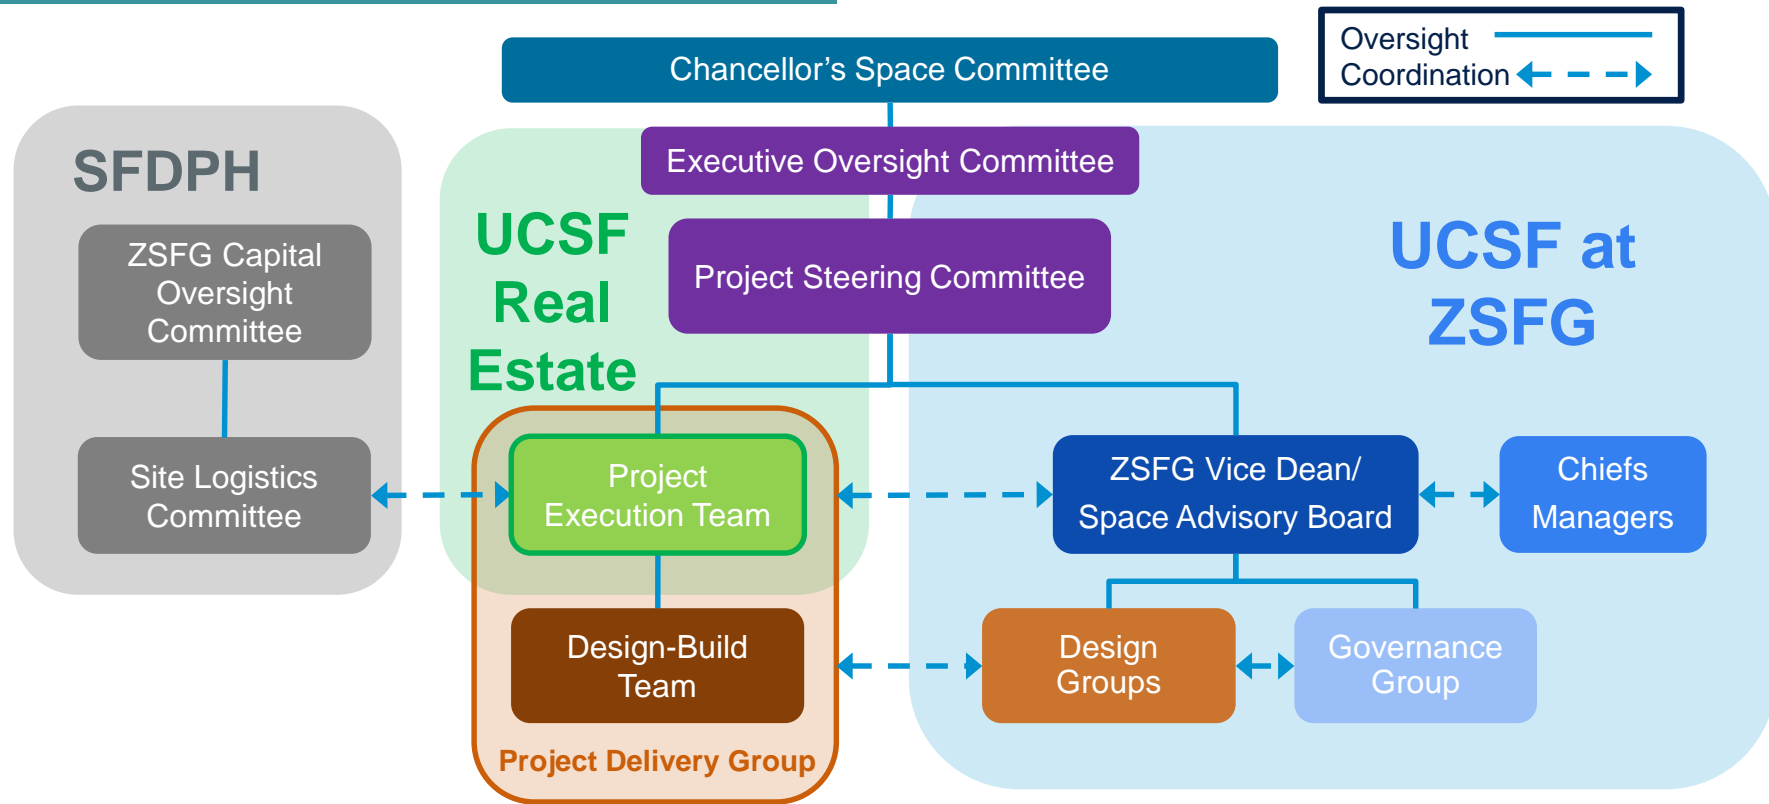 Chancellor’s Space Committee
Oversight
Coordination
SFDPH
ZSFG Capital
Oversight
Committee
Site Logistics
Committee
UCSF
Real
Estate
Executive Oversight Committee
Project Steering Committee
UCSF at
ZSFG
Project
Execution Team
ZSFG Vice Dean/
Space Advisory Board
Chiefs
Managers
Design-Build
Team
Design
Groups
Governance
Group
Project Delivery Group